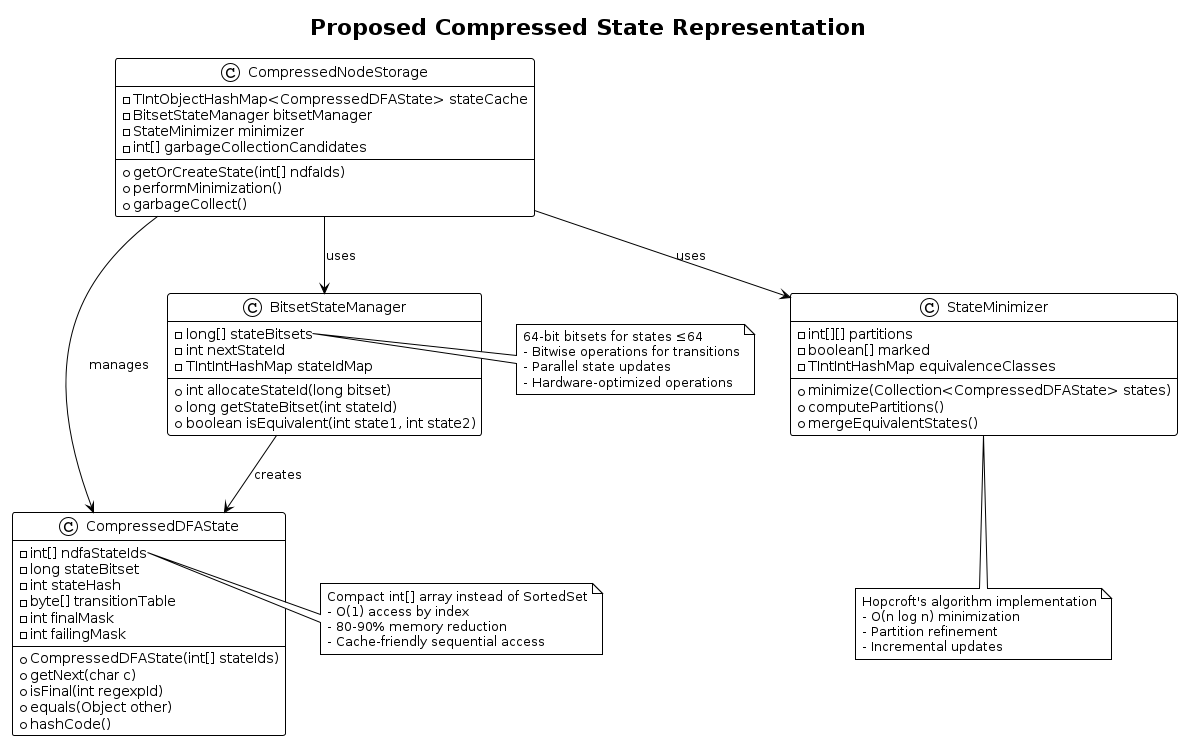 Proposed Compressed State Representation
C CompressedNodeStorage
TIntObjectHashMap<CompressedDFAState> stateCache
BitsetStateManager bitsetManager
StateMinimizer minimizer
int[] garbageCollectionCandidates
getOrCreateState(int[] ndfaIds)
performMinimization()
garbageCollect()
uses
uses
manages
C BitsetStateManager
long[] stateBitsets
int nextStateId
TIntIntHashMap stateIdMap
int allocateStateId(long bitset)
long getStateBitset(int stateId)
boolean isEquivalent(int state1, int state2)
64-bit bitsets for states ≤64
- Bitwise operations for transitions
- Parallel state updates
- Hardware-optimized operations
C StateMinimizer
int[][] partitions
boolean[] marked
TIntIntHashMap equivalenceClasses
minimize(Collection<CompressedDFAState> states)
computePartitions()
mergeEquivalentStates()
creates
C CompressedDFAState
int[] ndfaStateIds
long stateBitset
int stateHash
byte[] transitionTable
int finalMask
int failingMask
CompressedDFAState(int[] stateIds)
getNext(char c)
isFinal(int regexpId)
equals(Object other)
hashCode()
Compact int[] array instead of SortedSet
- O(1) access by index
- 80-90% memory reduction
- Cache-friendly sequential access
Hopcroft's algorithm implementation
- O(n log n) minimization
- Partition refinement
- Incremental updates